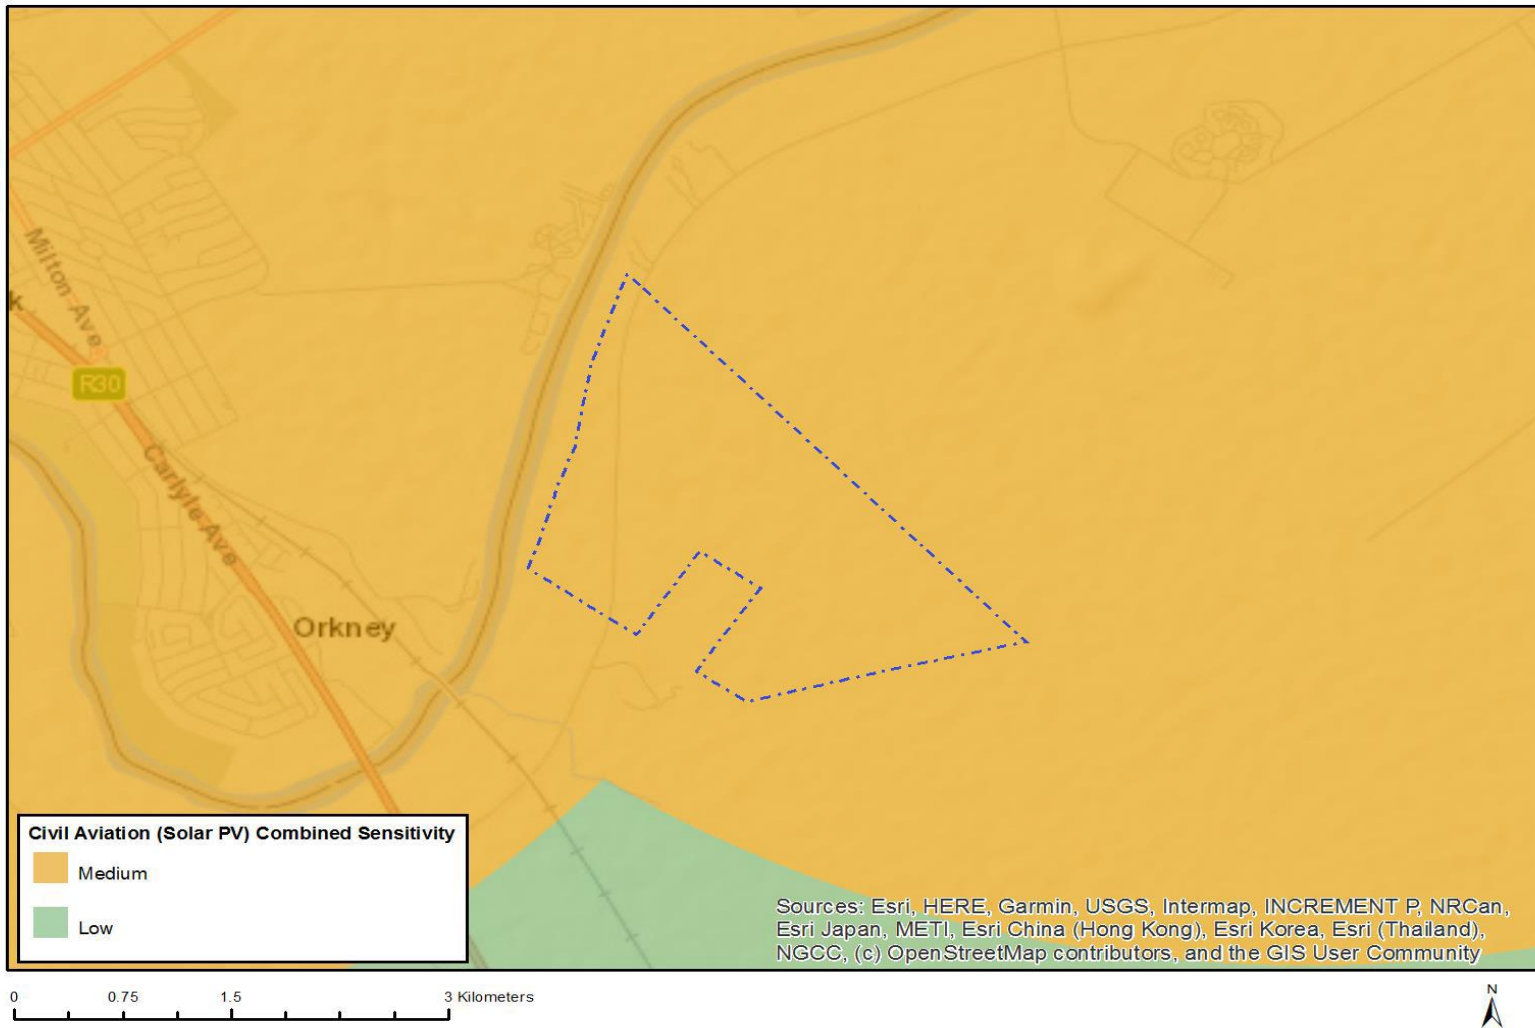 Milton Ave
k
R30
Carlyle Ave
Orkney
Civil Aviation (Solar PV) Combined Sensitivity
Medium
Low
Sources: Esri, HERE, Garmin, USGS, Intermap, INCREMENT P, NRCan,
Esri Japan, METI, Esri China (Hong Kong), Esri Korea, Esri (Thailand),
NGCC, (c) OpenStreetMap contributors, and the GIS User Community
0 0.75 1.5 3 Kilometers
N